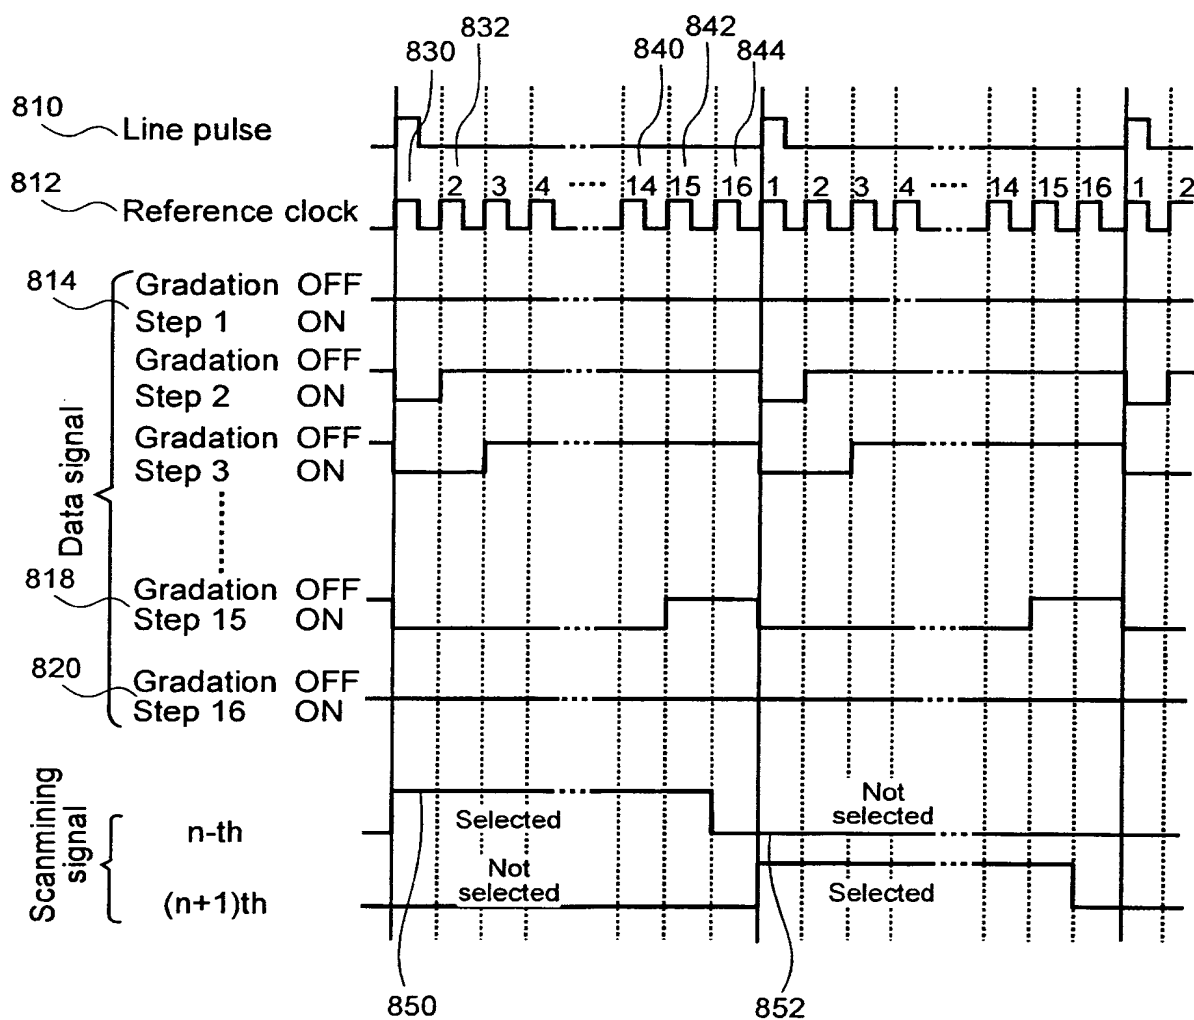 830 832 840 842 844
810 Line pulse
2 3 4 ..... 14 15 16 1 2 3 4 ..... 14 15 16 1 2
812 Reference clock
814 Gradation OFF
Step 1 ON
Gradation OFF
Step 2 ON
Gradation OFF
Step 3 ON
Data signal
818 Gradation OFF
Step 15 ON
820 Gradation OFF
Step 16 ON
Scanmining
signal
n-th Selected Not
selected
(n+1)th Not
selected Selected
850 852